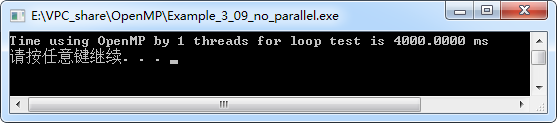 E:\VPC_share\OpenMP\Example_3_09_no_parallel.exe
Time using OpenMP by 1 threads for loop test is 4000.0000 ms
请按任意键继续. . .